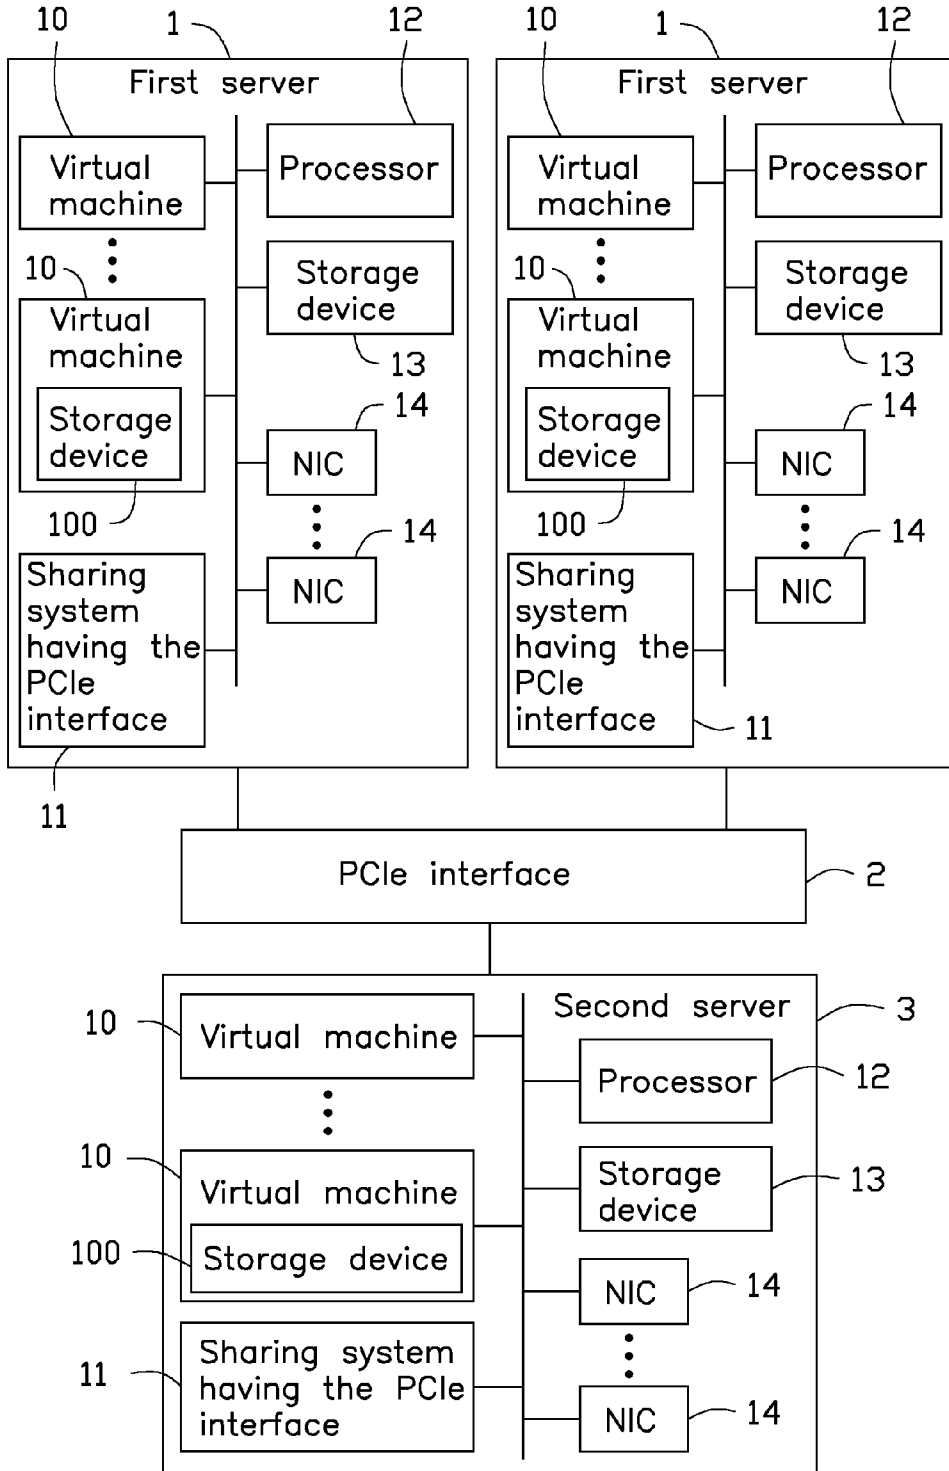 10
1
12
First server
Virtual
machine
Processor
10
Storage
device
13
Virtual
machine
Storage
device
100
14
NIC
14
NIC
Sharing
system
having the
PCIe
interface
11
10
1
12
First server
Virtual
machine
Processor
10
Storage
device
13
Virtual
machine
Storage
device
100
14
NIC
14
NIC
Sharing
system
having the
PCIe
interface
11
PCIe interface
2
Second server
3
10
Virtual machine
Processor
12
10
Virtual machine
Storage
device
13
100
Storage device
NIC
14
11
Sharing system
having the PCIe
interface
NIC
14